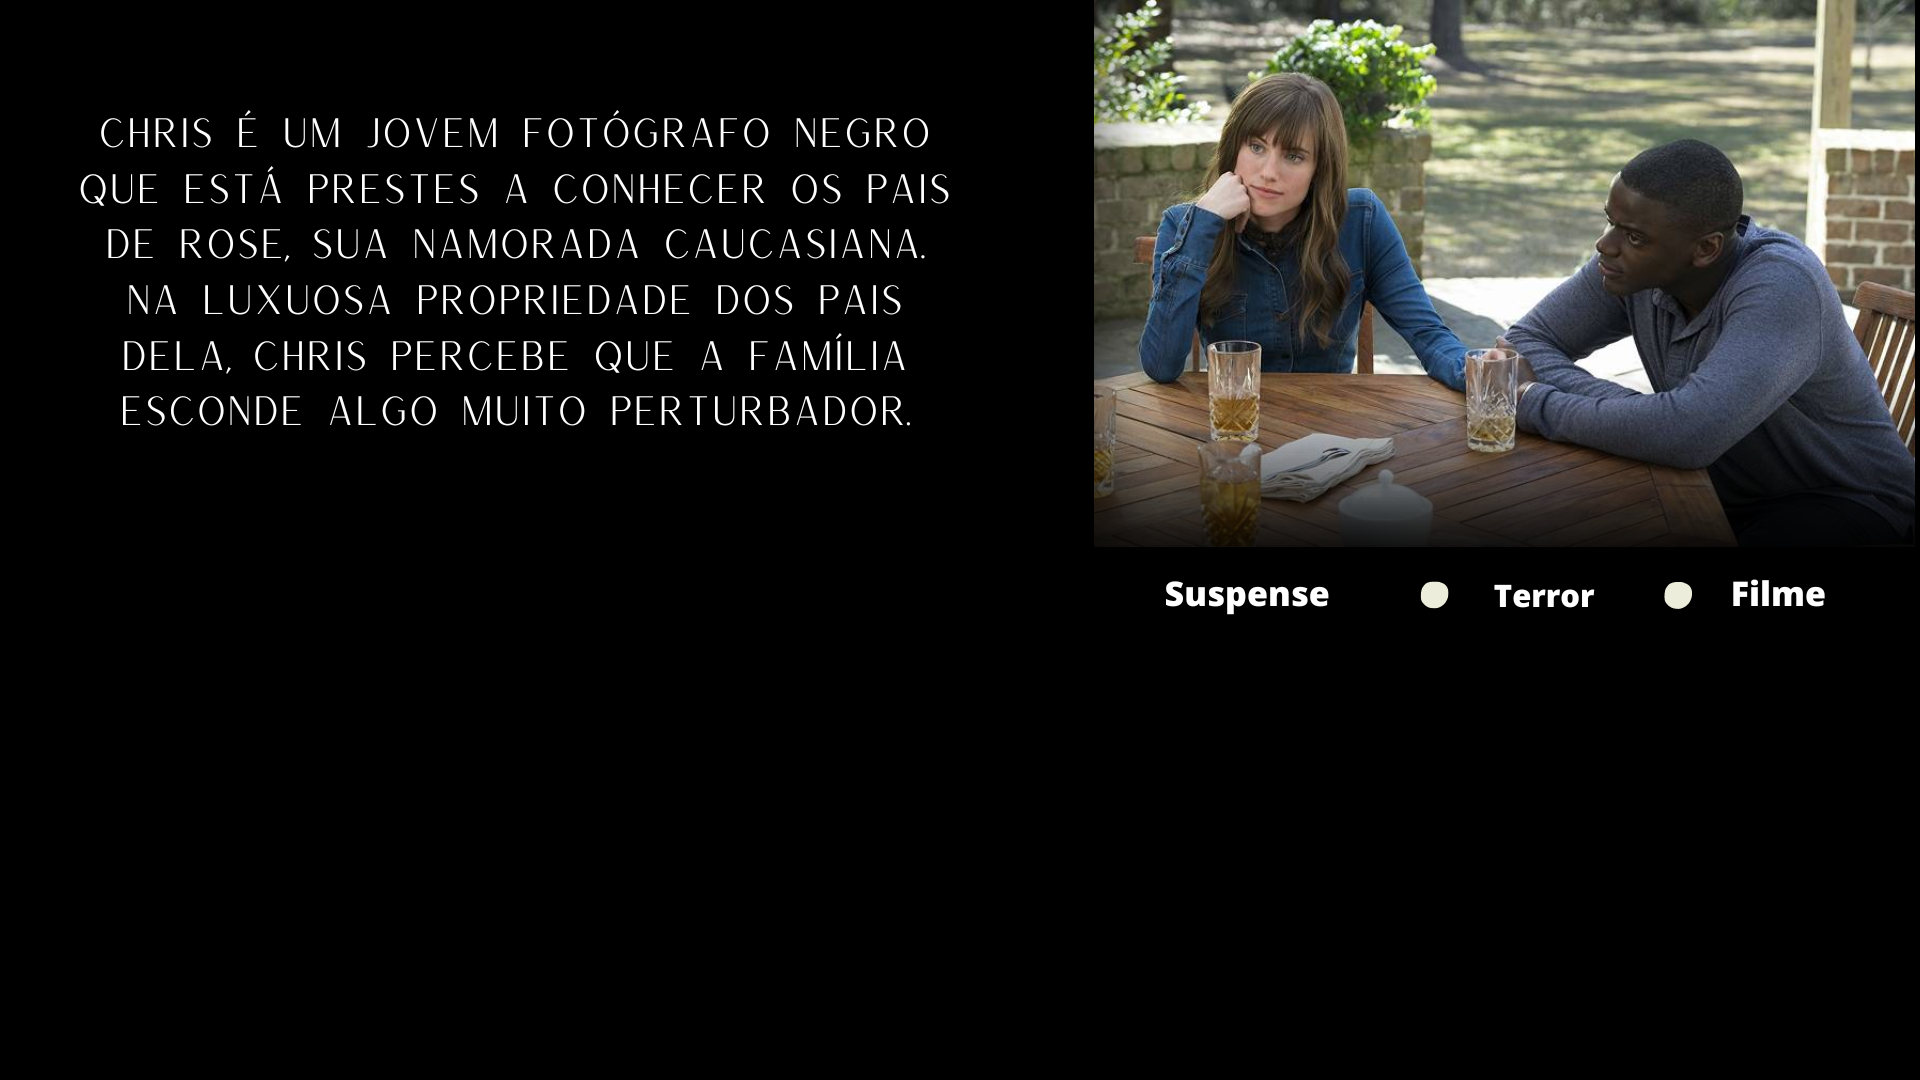 CHRIS É UM JOVEM FOTÓGRAFO NEGRO
QUE ESTÁ PRESTES A CONHECER OS PAIS
DE ROSE, SUA NAMORADA CAUCASIANA.
NA LUXUOSA PROPRIEDADE DOS PAIS
DELA, CHRIS PERCEBE QUE A FAMÍLIA
ESCONDE ALGO MUITO PERTURBADOR.
Suspense Terror Filme